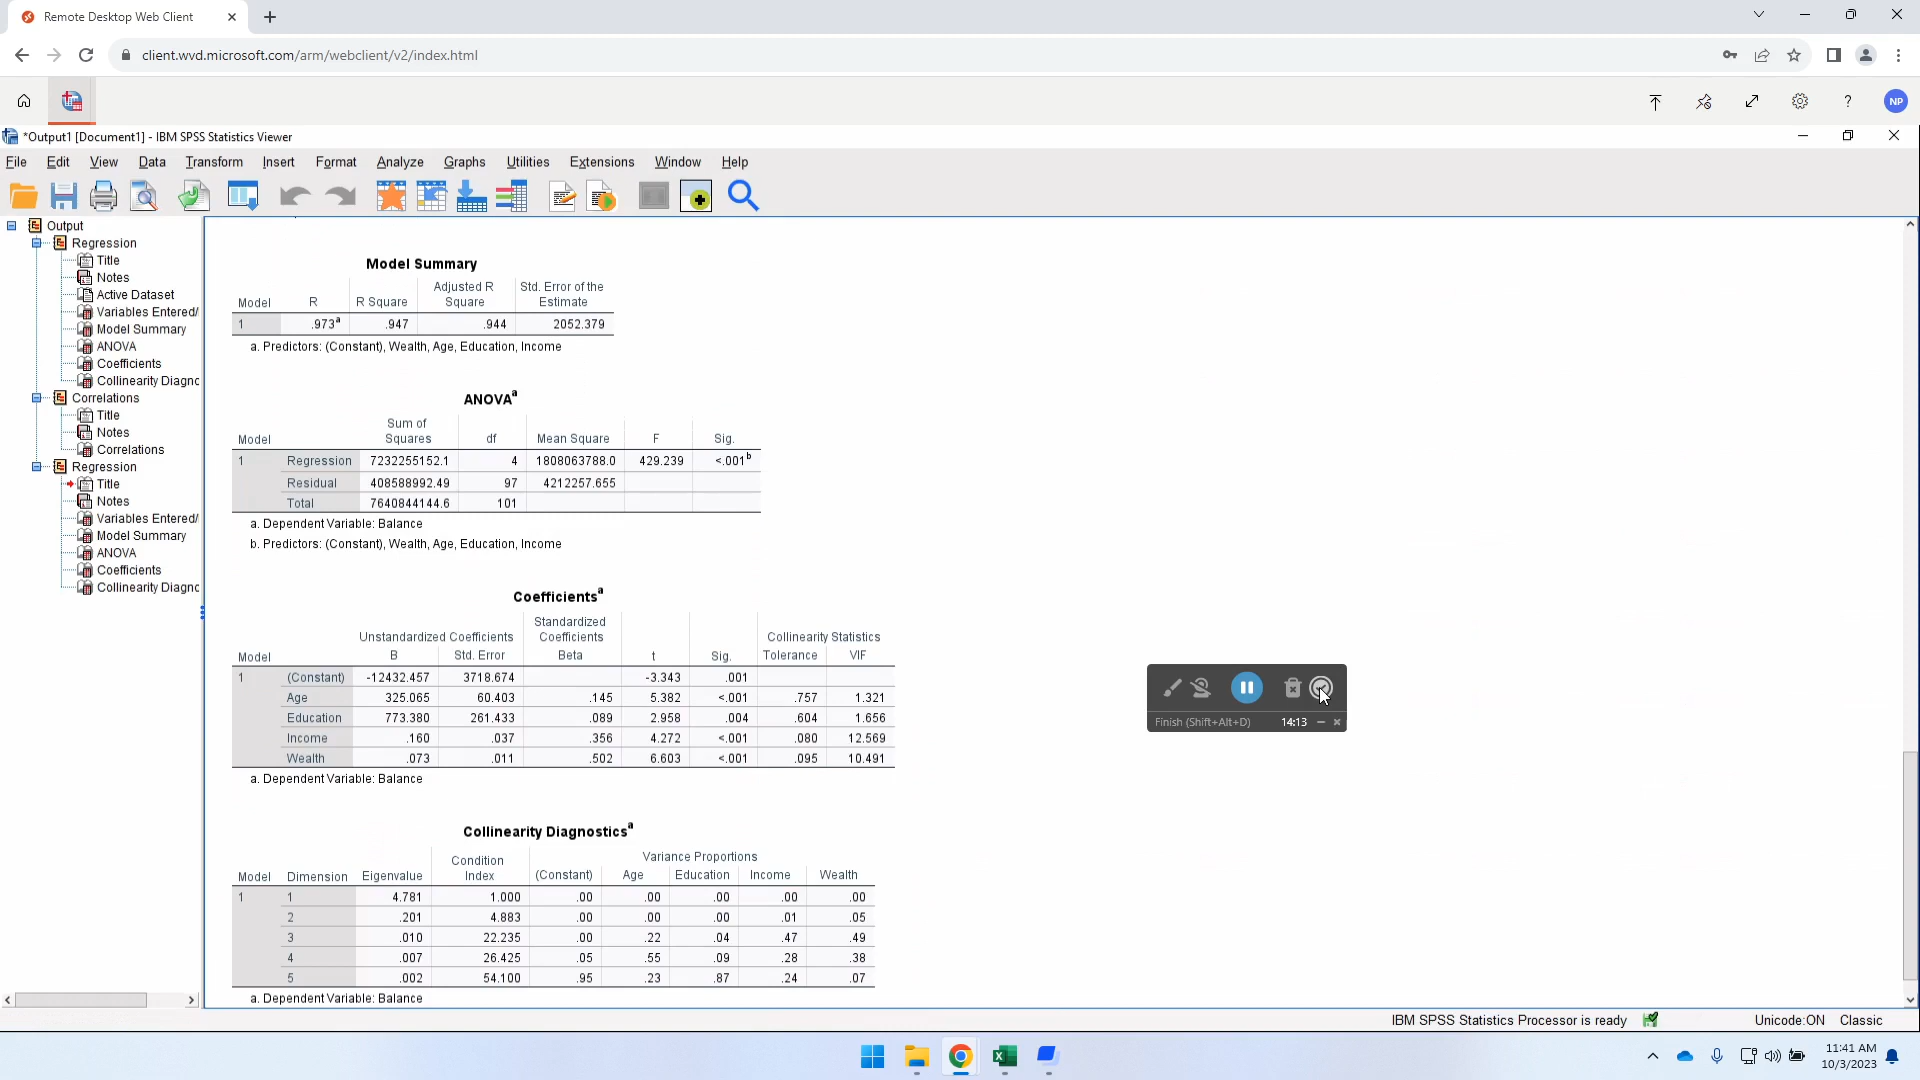 Remote Desktop Web Client
client.wvd.microsoft.com/arm/webclient/v2/index.html
NP
*Output1 [Document1] - IBM SPSS Statistics Viewer
File Edit View Data Transform Insert Format Analyze Graphs Utilities Extensions Window Help
Output
Regression
Title
Notes
Active Dataset
Variables Entered/
Model Summary
ANOVA
Coefficients
Collinearity Diagno
Correlations
Title
Notes
Correlations
Regression
Title
Notes
Variables Entered/
Model Summary
ANOVA
Coefficients
Collinearity Diagno
Model Summary
Model R R Square Adjusted R Square Std. Error of the Estimate
1 .973a .947 .944 2052.379
a. Predictors: (Constant), Wealth, Age, Education, Income
ANOVAa
Model Sum of Squares df Mean Square F Sig.
1 Regression 7232255152.1 4 1808063788.0 429.239 <.001b
Residual 408588992.49 97 4212257.655
Total 7640844144.6 101
a. Dependent Variable: Balance
b. Predictors: (Constant), Wealth, Age, Education, Income
Coefficientsa
Unstandardized Coefficients Standardized Coefficients Collinearity Statistics
Model B Std. Error Beta t Sig. Tolerance VIF
1 (Constant) -12432.457 3718.674 -3.343 .001
Age 325.065 60.403 .145 5.382 <.001 .757 1.321
Education 773.380 261.433 .089 2.958 .004 .604 1.656
Income .160 .037 .356 4.272 <.001 .080 12.569
Wealth .073 .011 .502 6.603 <.001 .095 10.491
a. Dependent Variable: Balance
Finish (Shift+Alt+D) 14:13
Collinearity Diagnosticsa
Variance Proportions
Model Dimension Eigenvalue Condition Index (Constant) Age Education Income Wealth
1 1 4.781 1.000 .00 .00 .00 .00 .00
2 .201 4.883 .00 .00 .00 .01 .05
3 .010 22.235 .00 .22 .04 .47 .49
4 .007 26.425 .05 .55 .09 .28 .38
5 .002 54.100 .95 .23 .87 .24 .07
a. Dependent Variable: Balance
IBM SPSS Statistics Processor is ready Unicode:ON Classic
11:41 AM
10/3/2023